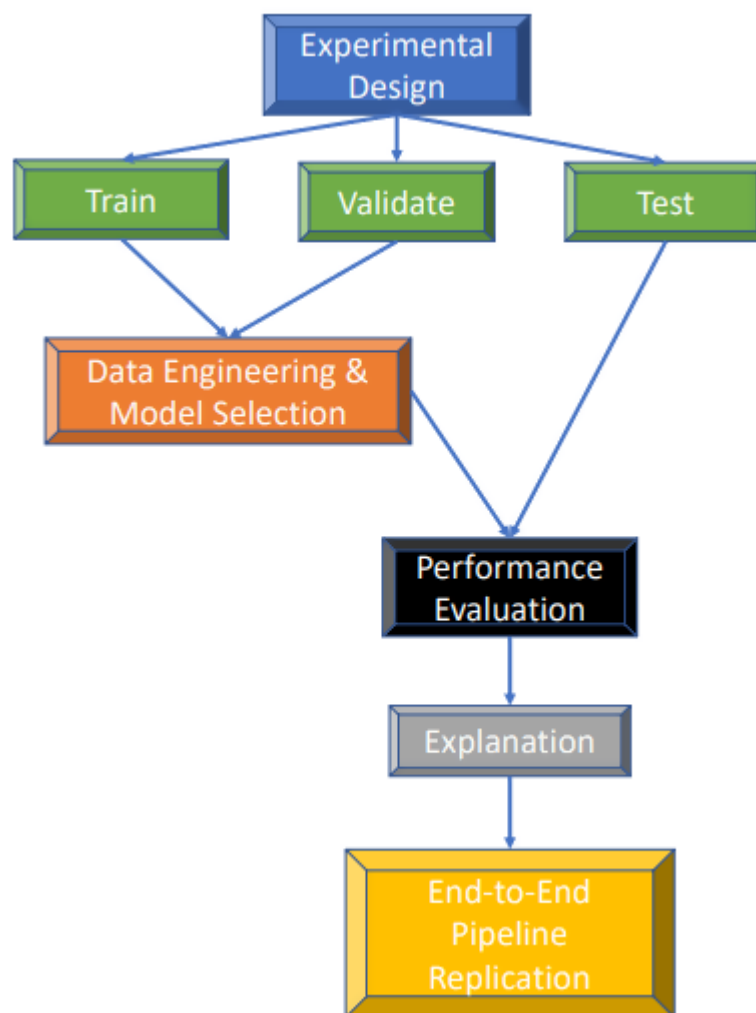 Experimental
Design
Train
Validate
Test
Data Engineering &
Model Selection
Performance
Evaluation
Explanation
End-to-End
Pipeline
Replication